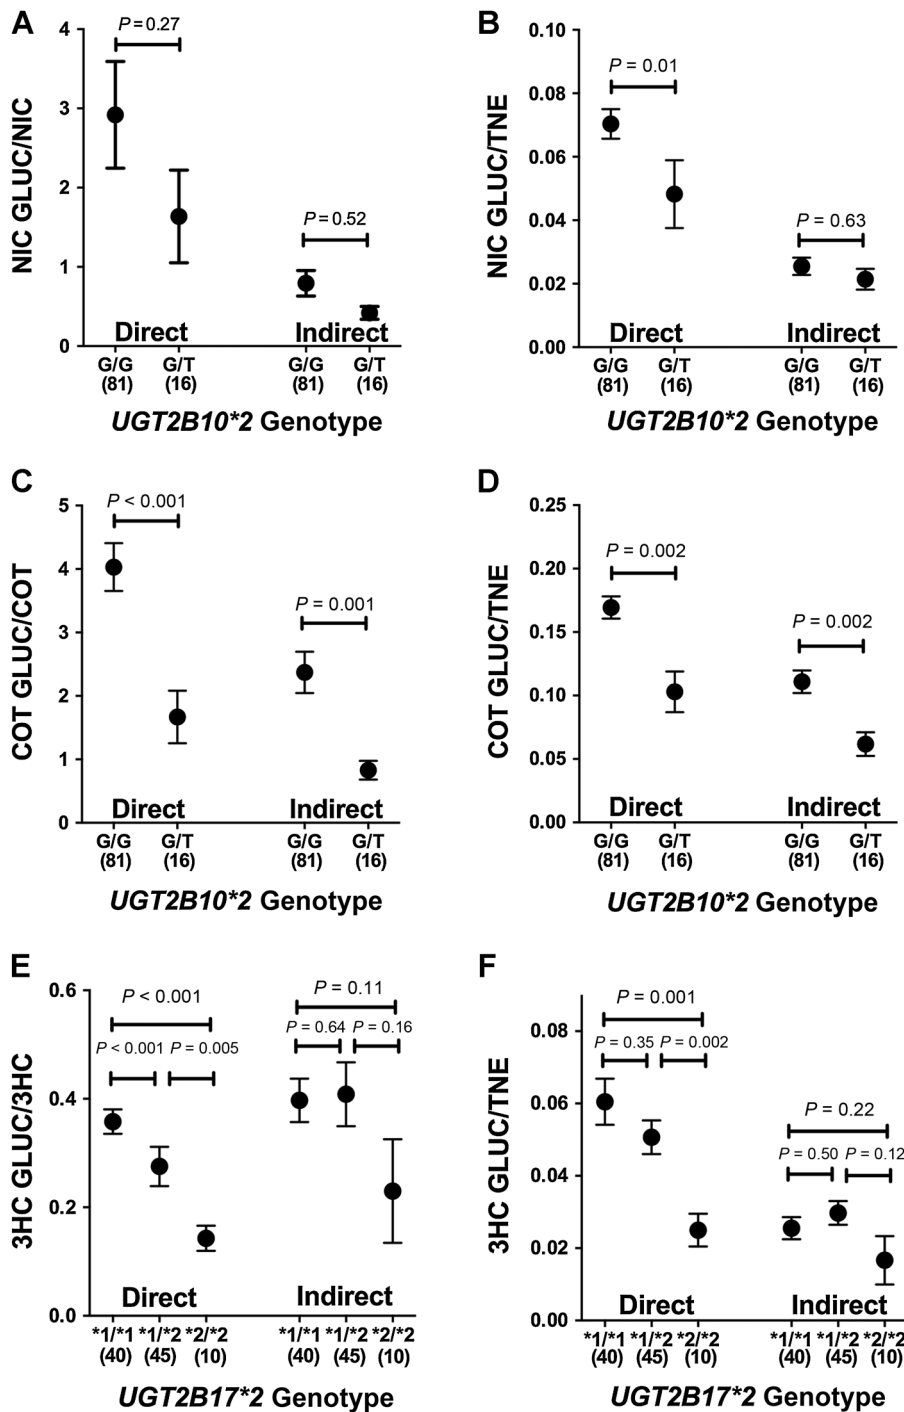 A
NIC GLUC/NIC
4
3
2
1
0
P = 0.27
P = 0.52
Direct
Indirect
G/G G/T G/G G/T
(81) (16) (81) (16)
UGT2B10*2 Genotype
B
NIC GLUC/TNE
0.10
0.08
0.06
0.04
0.02
0.00
P = 0.01
P = 0.63
Direct
Indirect
G/G G/T G/G G/T
(81) (16) (81) (16)
UGT2B10*2 Genotype
C
COT GLUC/COT
5
4
3
2
1
0
P < 0.001
P = 0.001
Direct
Indirect
G/G G/T G/G G/T
(81) (16) (81) (16)
UGT2B10*2 Genotype
D
COT GLUC/TNE
0.25
0.20
0.15
0.10
0.05
0.00
P = 0.002
P = 0.002
Direct
Indirect
G/G G/T G/G G/T
(81) (16) (81) (16)
UGT2B10*2 Genotype
E
3HC GLUC/3HC
0.6
0.4
0.2
0.0
P < 0.001
P < 0.001 P = 0.005
P = 0.11
P = 0.64 P = 0.16
Direct
Indirect
*1/*1 *1/*2 *2/*2 *1/*1 *1/*2 *2/*2
(40) (45) (10) (40) (45) (10)
UGT2B17*2 Genotype
F
3HC GLUC/TNE
0.08
0.06
0.04
0.02
0.00
P = 0.001
P = 0.35 P = 0.002
P = 0.22
P = 0.50 P = 0.12
Direct
Indirect
*1/*1 *1/*2 *2/*2 *1/*1 *1/*2 *2/*2
(40) (45) (10) (40) (45) (10)
UGT2B17*2 Genotype